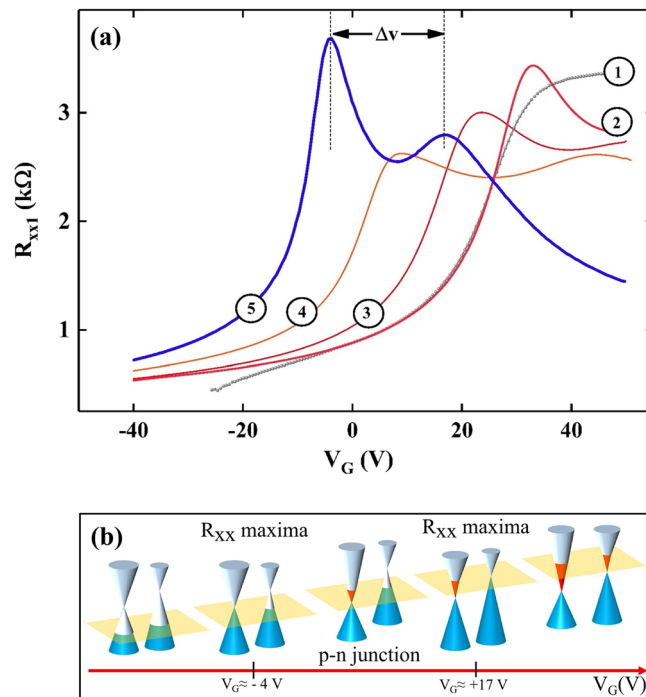 (a)
Δv
1
2
3
4
5
R_xx1 (kΩ)
3
2
1
-40
-20
0
20
40
V_G (V)
(b)
R_XX maxima
R_XX maxima
p-n junction
V_G≈ - 4 V
V_G≈ +17 V
V_G(V)